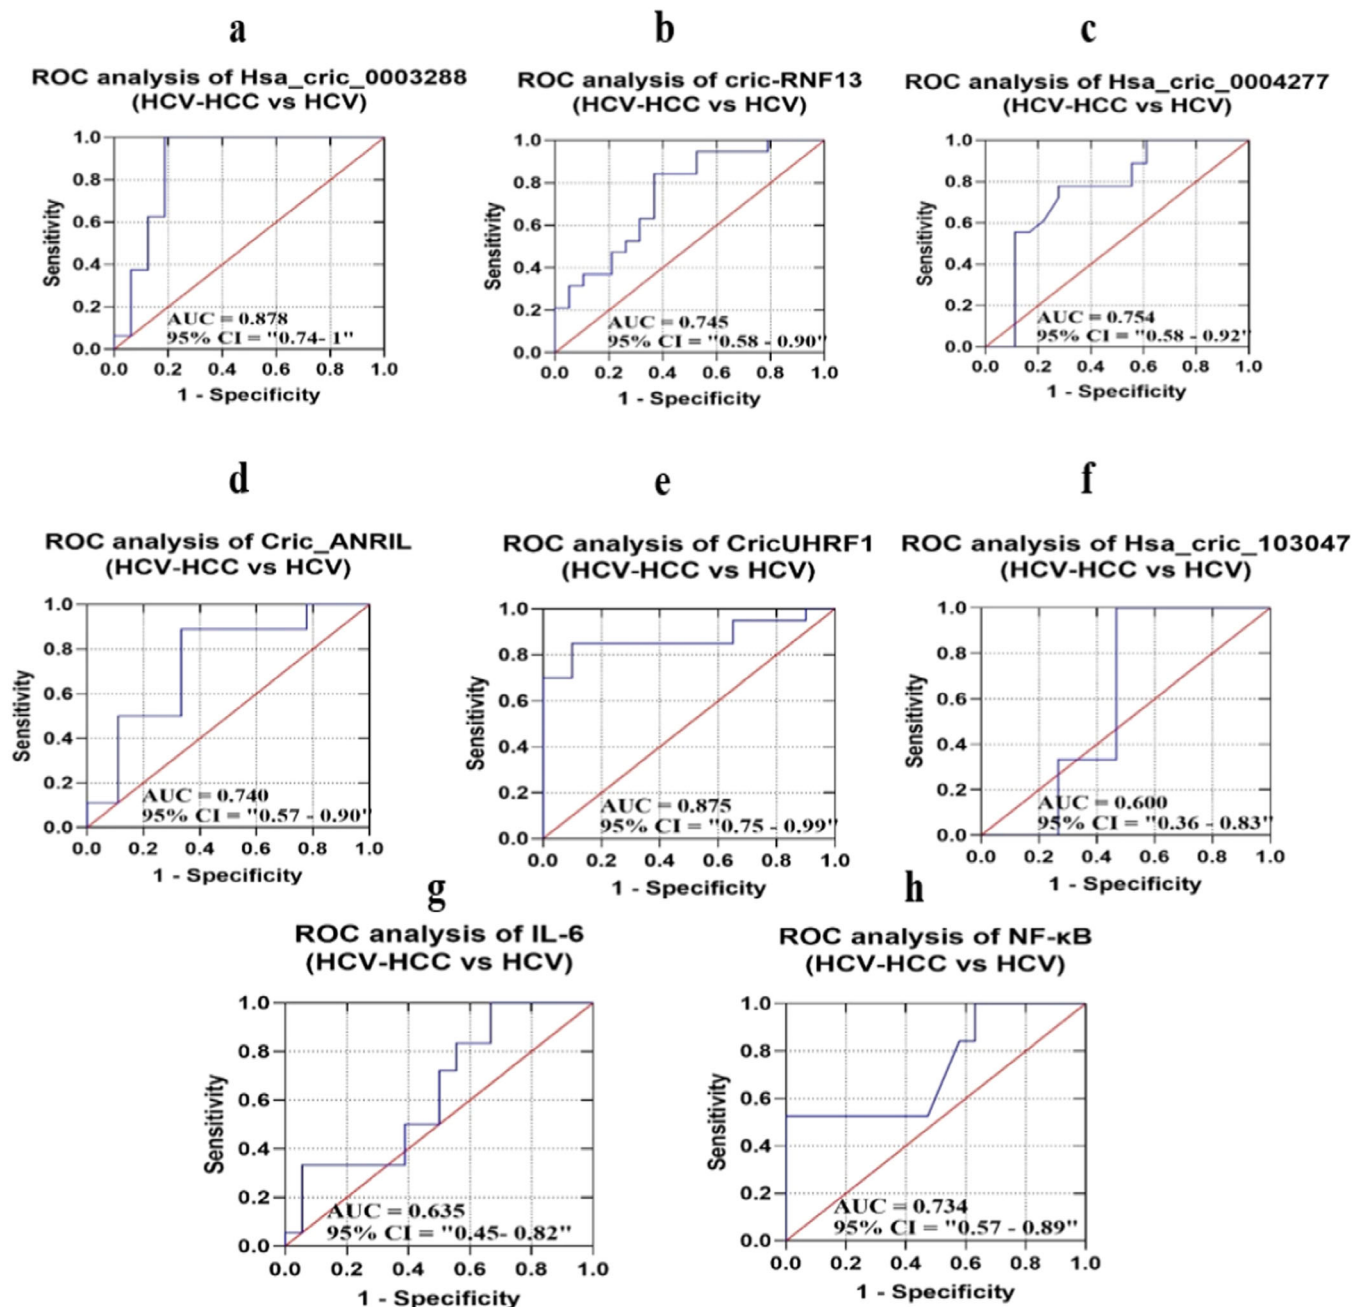 a
ROC analysis of Hsa_cric_0003288
(HCV-HCC vs HCV)
1.0
0.8
0.6
0.4
0.2
0.0
Sensitivity
AUC = 0.878
95% CI = "0.74- 1"
0.0 0.2 0.4 0.6 0.8 1.0
1 - Specificity
b
ROC analysis of cric-RNF13
(HCV-HCC vs HCV)
1.0
0.8
0.6
0.4
0.2
0.0
Sensitivity
AUC = 0.745
95% CI = "0.58 - 0.90"
0.0 0.2 0.4 0.6 0.8 1.0
1 - Specificity
c
ROC analysis of Hsa_cric_0004277
(HCV-HCC vs HCV)
1.0
0.8
0.6
0.4
0.2
0.0
Sensitivity
AUC = 0.754
95% CI = "0.58 - 0.92"
0.0 0.2 0.4 0.6 0.8 1.0
1 - Specificity
d
ROC analysis of Cric_ANRIL
(HCV-HCC vs HCV)
1.0
0.8
0.6
0.4
0.2
0.0
Sensitivity
AUC = 0.740
95% CI = "0.57 - 0.90"
0.0 0.2 0.4 0.6 0.8 1.0
1 - Specificity
e
ROC analysis of CricUHRF1
(HCV-HCC vs HCV)
1.0
0.8
0.6
0.4
0.2
0.0
Sensitivity
AUC = 0.875
95% CI = "0.75 - 0.99"
0.0 0.2 0.4 0.6 0.8 1.0
1 - Specificity
f
ROC analysis of Hsa_cric_103047
(HCV-HCC vs HCV)
1.0
0.8
0.6
0.4
0.2
0.0
Sensitivity
AUC = 0.600
95% CI = "0.36 - 0.83"
0.0 0.2 0.4 0.6 0.8 1.0
1 - Specificity
g
ROC analysis of IL-6
(HCV-HCC vs HCV)
1.0
0.8
0.6
0.4
0.2
0.0
Sensitivity
AUC = 0.635
95% CI = "0.45- 0.82"
0.0 0.2 0.4 0.6 0.8 1.0
1 - Specificity
h
ROC analysis of NF-κB
(HCV-HCC vs HCV)
1.0
0.8
0.6
0.4
0.2
0.0
Sensitivity
AUC = 0.734
95% CI = "0.57 - 0.89"
0.0 0.2 0.4 0.6 0.8 1.0
1 - Specificity